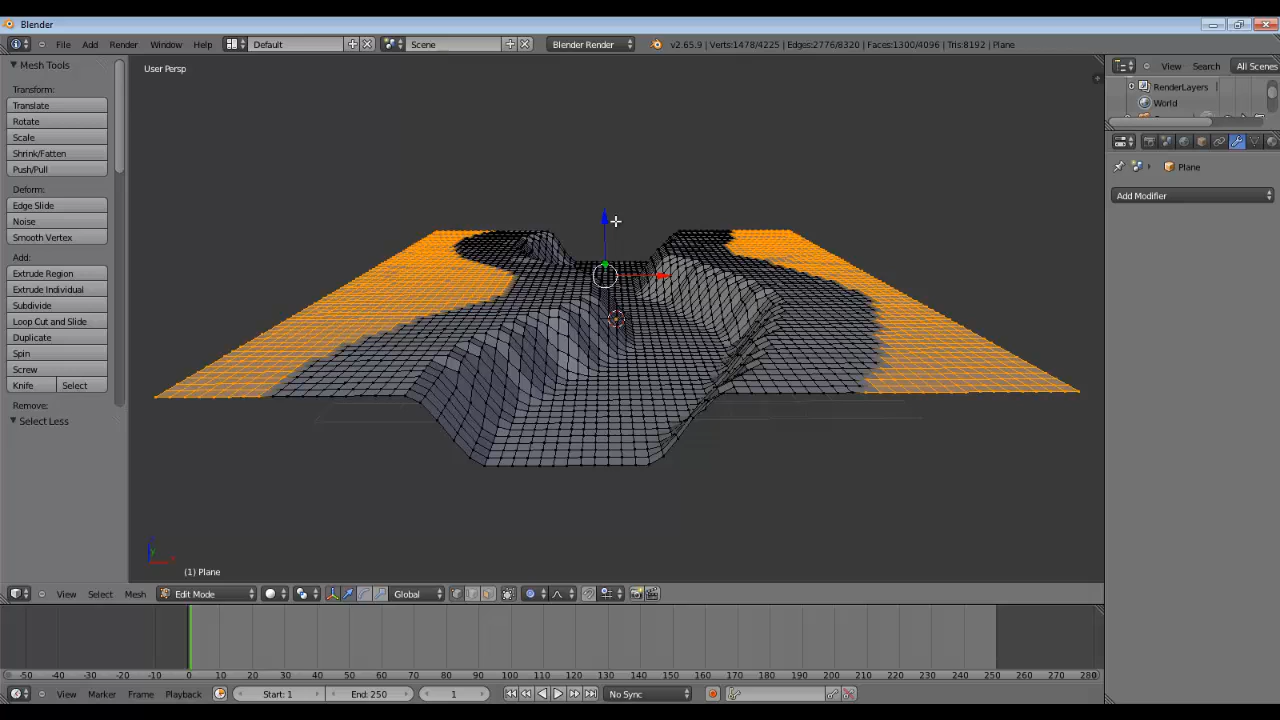 Blender
File Add Render Window Help Default Scene Blender Render v2.65.9 | Verts:1478/4225 | Edges:2776/8320 | Faces:1300/4096 | Tris:8192 | Plane
Mesh Tools
Transform:
Translate
Rotate
Scale
Shrink/Fatten
Push/Pull
Deform:
Edge Slide
Noise
Smooth Vertex
Add:
Extrude Region
Extrude Individual
Subdivide
Loop Cut and Slide
Duplicate
Spin
Screw
Knife Select
Remove:
Select Less
User Persp
(1) Plane
View Search All Scenes
RenderLayers
World
Plane
Add Modifier
View Select Mesh Edit Mode Global
-50 -40 -30 -20 -10 0 10 20 30 40 50 60 70 80 90 100 110 120 130 140 150 160 170 180 190 200 210 220 230 240 250 260 270 280
View Marker Frame Playback Start: 1 End: 250 1 No Sync